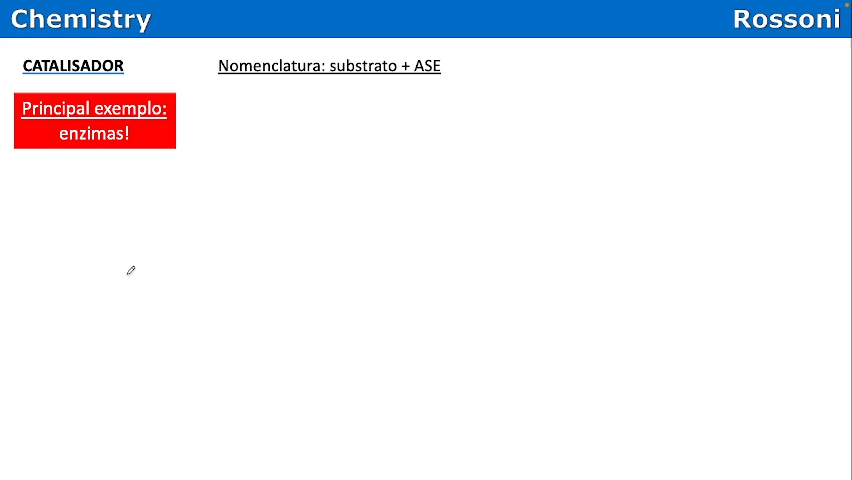 Chemistry Rossoni
CATALISADOR Nomenclatura: substrato + ASE
Principal exemplo:
enzimas!